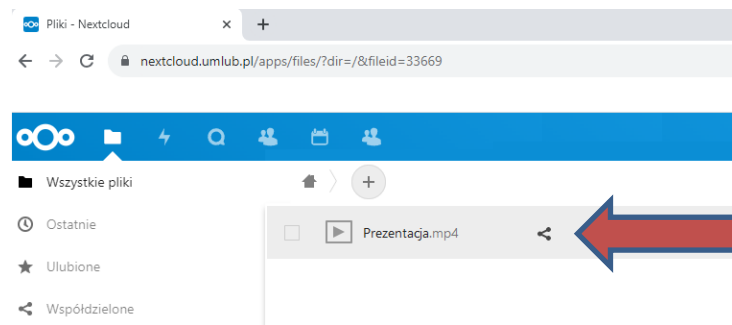 Pliki - Nextcloud
nextcloud.umlub.pl/apps/files/?dir=/&fileid=33669
Wszystkie pliki
Ostatnie
Prezentacja.mp4
Ulubione
Współdzielone